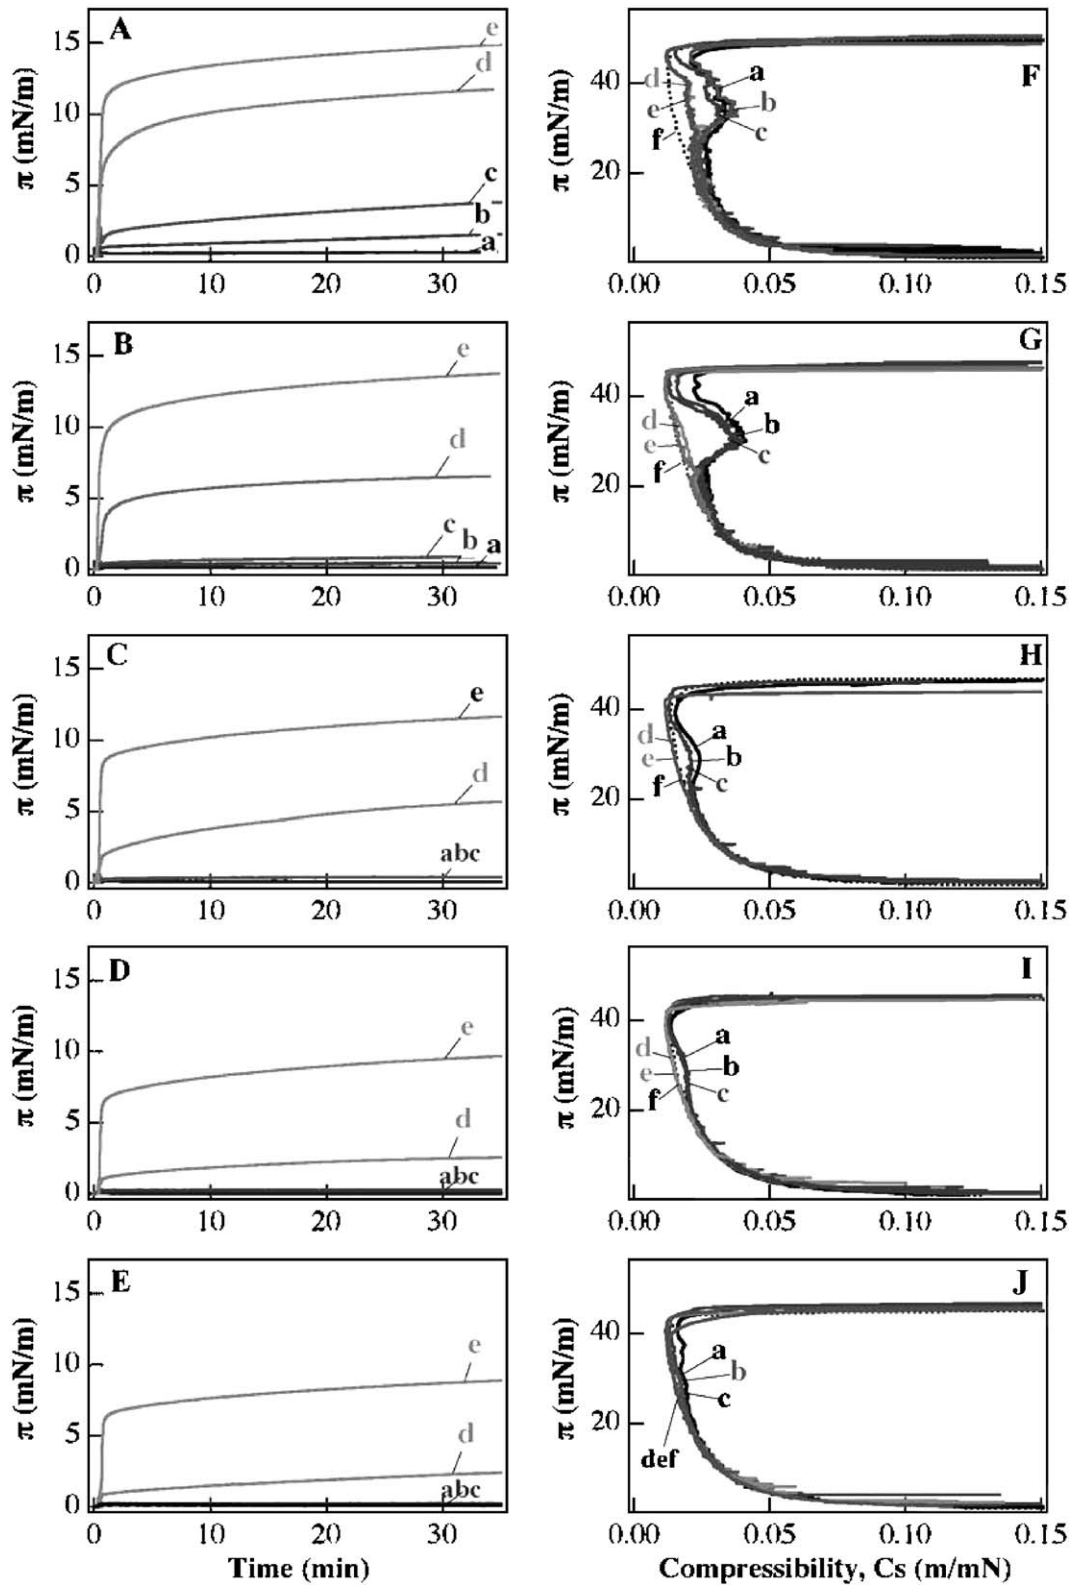 A
e
d
c
b
a
15
10
5
0
π (mN/m)
0 10 20 30
F
a
b
c
d
e
f
40
20
π (mN/m)
0.00 0.05 0.10 0.15
B
e
d
c b a
15
10
5
0
π (mN/m)
0 10 20 30
G
a
b
c
d
e
f
40
20
π (mN/m)
0.00 0.05 0.10 0.15
C
e
d
abc
15
10
5
0
π (mN/m)
0 10 20 30
H
a
b
c
d
e
f
40
20
π (mN/m)
0.00 0.05 0.10 0.15
D
e
d
abc
15
10
5
0
π (mN/m)
0 10 20 30
I
a
b
c
d
e
f
40
20
π (mN/m)
0.00 0.05 0.10 0.15
E
e
d
abc
15
10
5
0
π (mN/m)
0 10 20 30
Time (min)
J
a
b
c
def
40
20
π (mN/m)
0.00 0.05 0.10 0.15
Compressibility, Cs (m/mN)